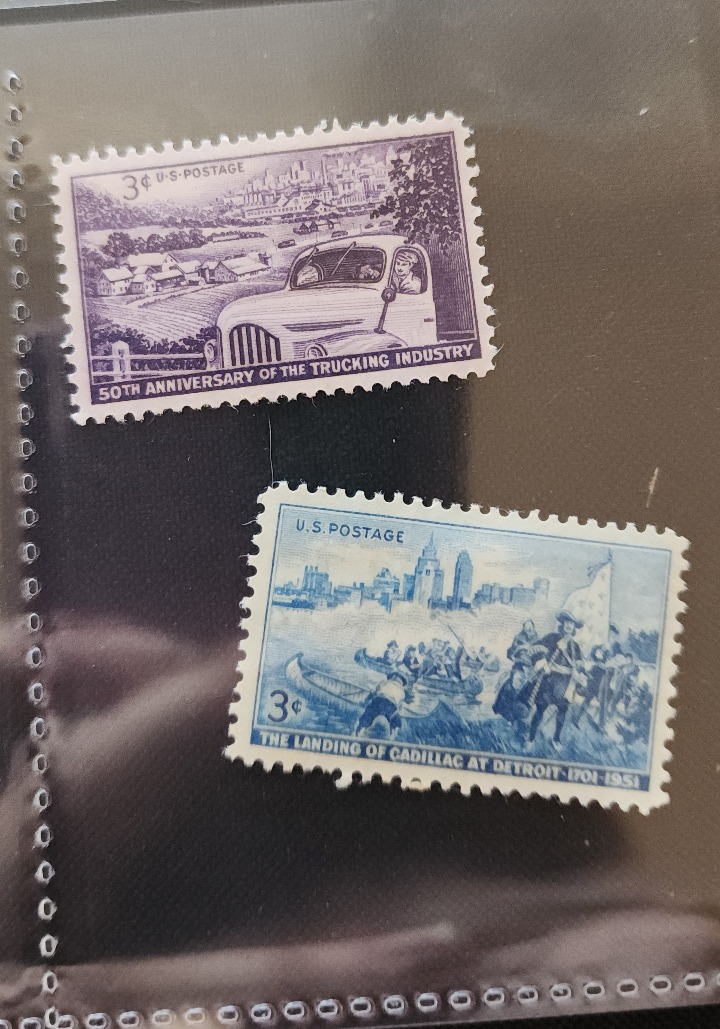 3¢ U·S·POSTAGE
50TH ANNIVERSARY OF THE TRUCKING INDUSTRY
U.S. POSTAGE
3¢
THE LANDING OF CADILLAC AT DETROIT·1701-1951